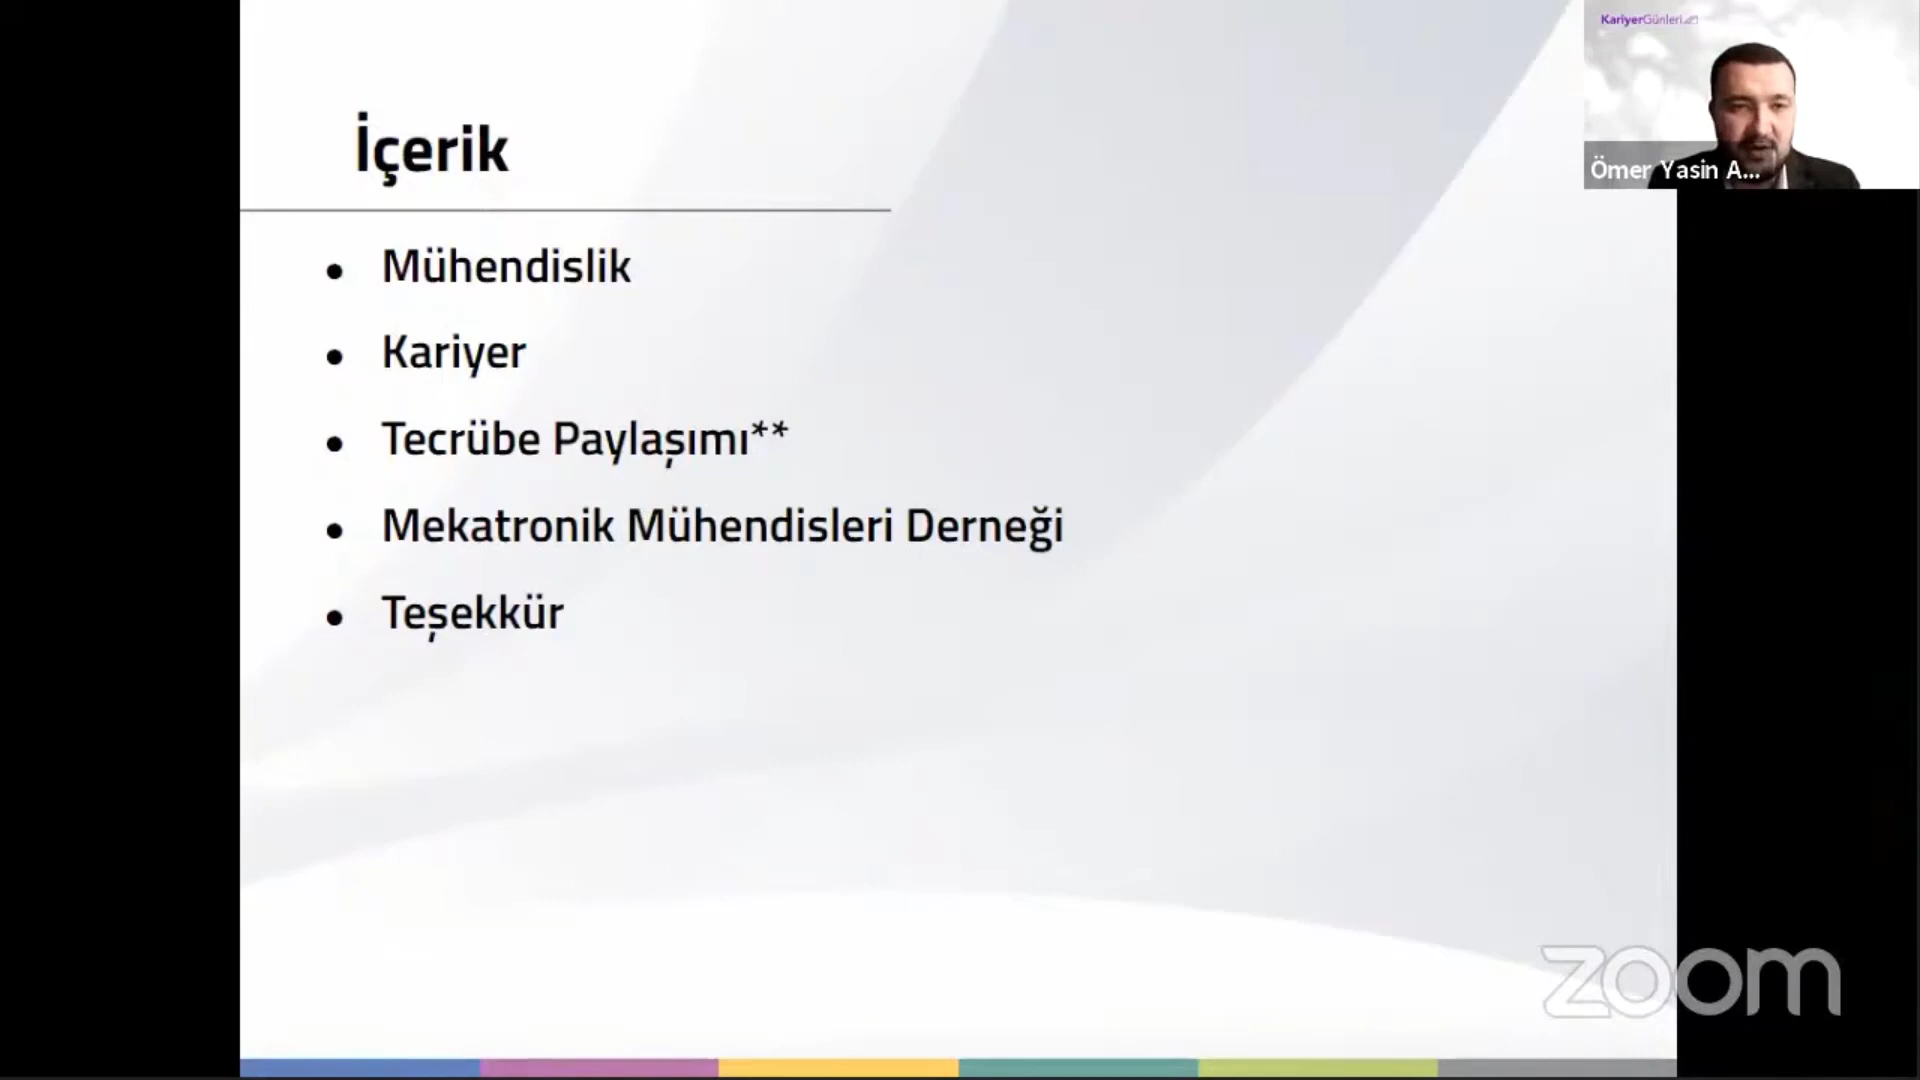 KariyerGünleri
Ömer Yasin A...
İçerik
• Mühendislik
• Kariyer
• Tecrübe Paylaşımı**
• Mekatronik Mühendisleri Derneği
• Teşekkür
zoom